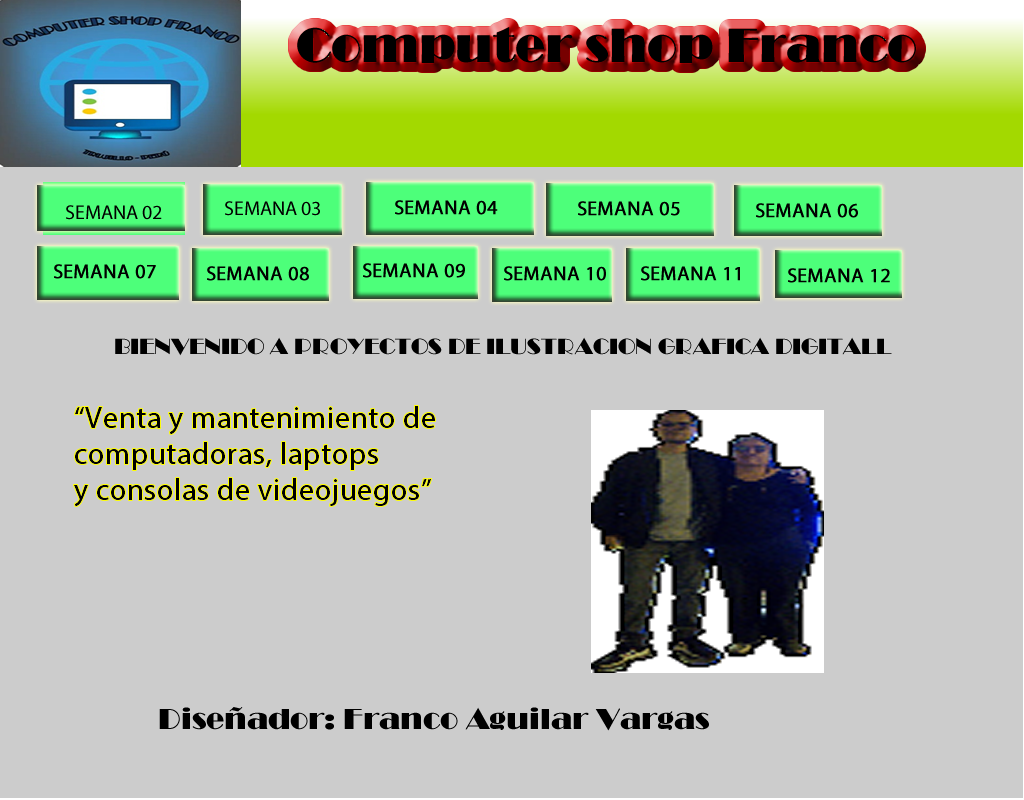 COMPUTER SHOP FRANCO
TRUJILLO - PERÚ
Computer shop Franco
SEMANA 02
SEMANA 03
SEMANA 04
SEMANA 05
SEMANA 06
SEMANA 07
SEMANA 08
SEMANA 09
SEMANA 10
SEMANA 11
SEMANA 12
BIENVENIDO A PROYECTOS DE ILUSTRACION GRAFICA DIGITALL
“Venta y mantenimiento de
computadoras, laptops
y consolas de videojuegos”
Diseñador: Franco Aguilar Vargas